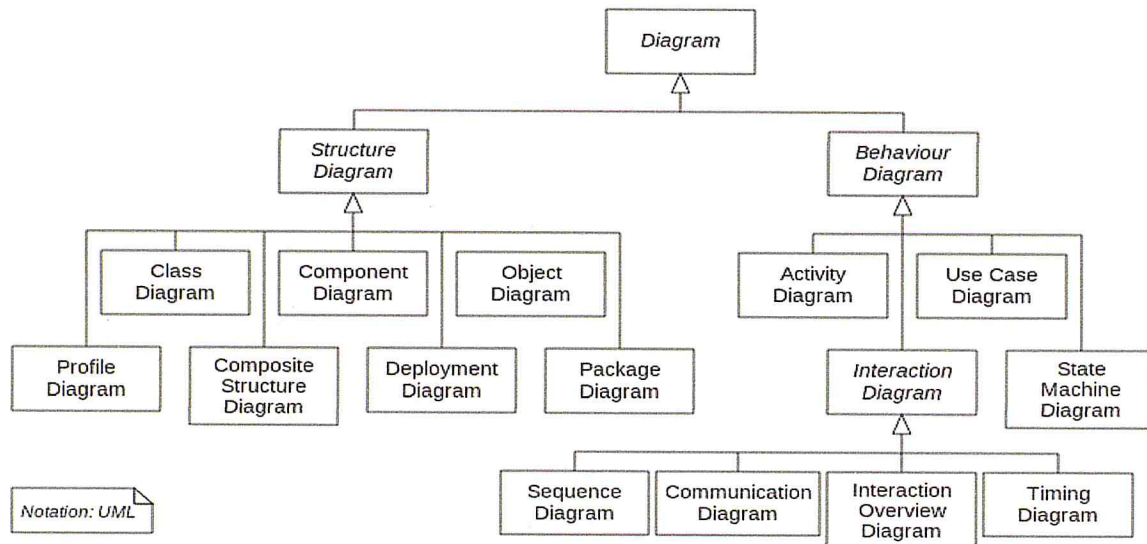 Diagram
Structure
Diagram
Behaviour
Diagram
Class
Diagram
Component
Diagram
Object
Diagram
Activity
Diagram
Use Case
Diagram
Profile
Diagram
Composite
Structure
Diagram
Deployment
Diagram
Package
Diagram
Interaction
Diagram
State
Machine
Diagram
Sequence
Diagram
Communication
Diagram
Interaction
Overview
Diagram
Timing
Diagram
Notation: UML